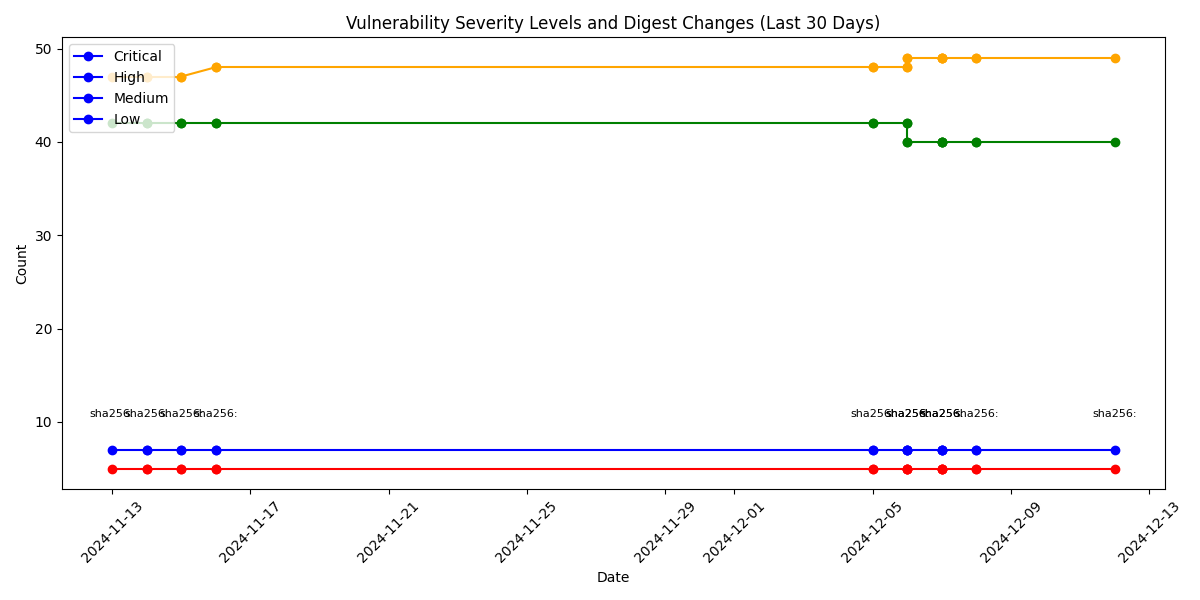 Vulnerability Severity Levels and Digest Changes (Last 30 Days)
50
40
30
20
10
Count
Critical
High
Medium
Low
sha256: sha256: sha256: sha256: sha256: sha256: sha256: sha256: sha256:
2024-11-13 2024-11-17 2024-11-21 2024-11-25 2024-11-29 2024-12-01 2024-12-05 2024-12-09 2024-12-13
Date